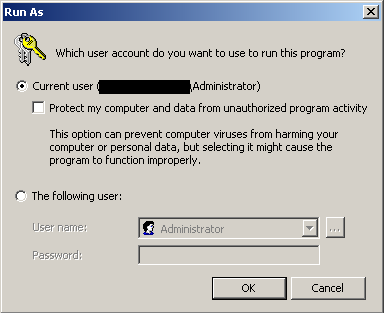 Run As
Which user account do you want to use to run this program?
Current user (\Administrator)
Protect my computer and data from unauthorized program activity
This option can prevent computer viruses from harming your
computer or personal data, but selecting it might cause the
program to function improperly.
The following user:
User name:
Administrator
...
Password:
OK
Cancel